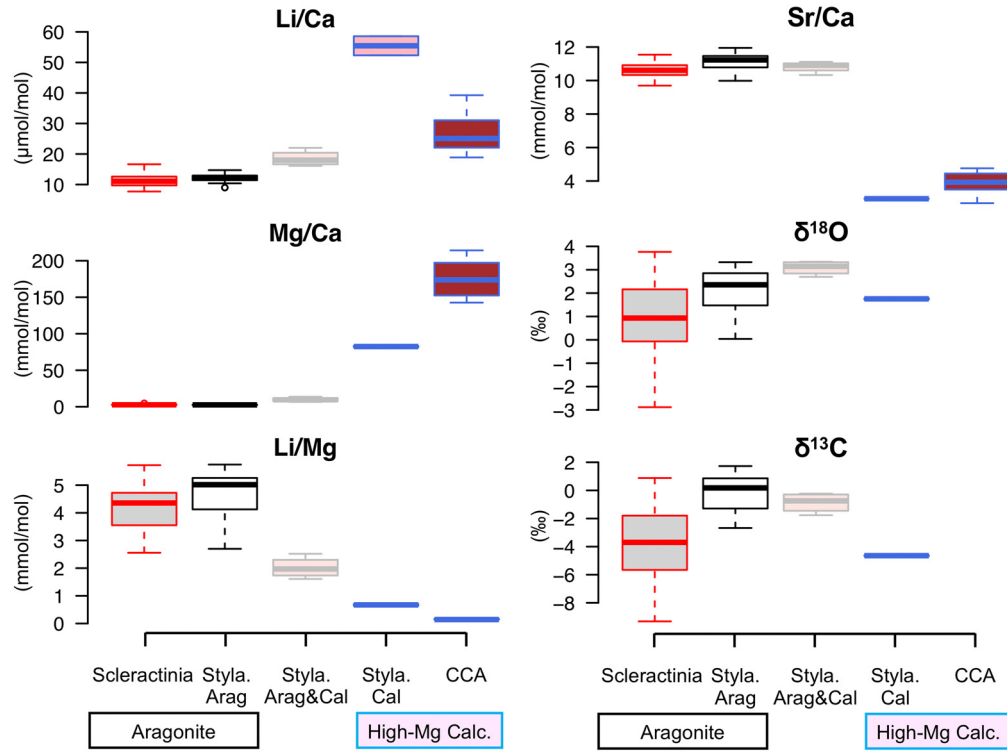 Li/Ca
(µmol/mol)
60
50
40
30
20
10
Mg/Ca
(mmol/mol)
200
150
100
50
0
Li/Mg
(mmol/mol)
5
4
3
2
1
0
Scleractinia
Styla.
Arag
Styla.
Arag&Cal
Styla.
Cal
CCA
Aragonite
High-Mg Calc.
Sr/Ca
(mmol/mol)
12
10
8
6
4
δ¹⁸O
(‰)
4
3
2
1
0
−1
−2
−3
δ¹³C
(‰)
2
0
−2
−4
−6
−8
Scleractinia
Styla.
Arag
Styla.
Arag&Cal
Styla.
Cal
CCA
Aragonite
High-Mg Calc.